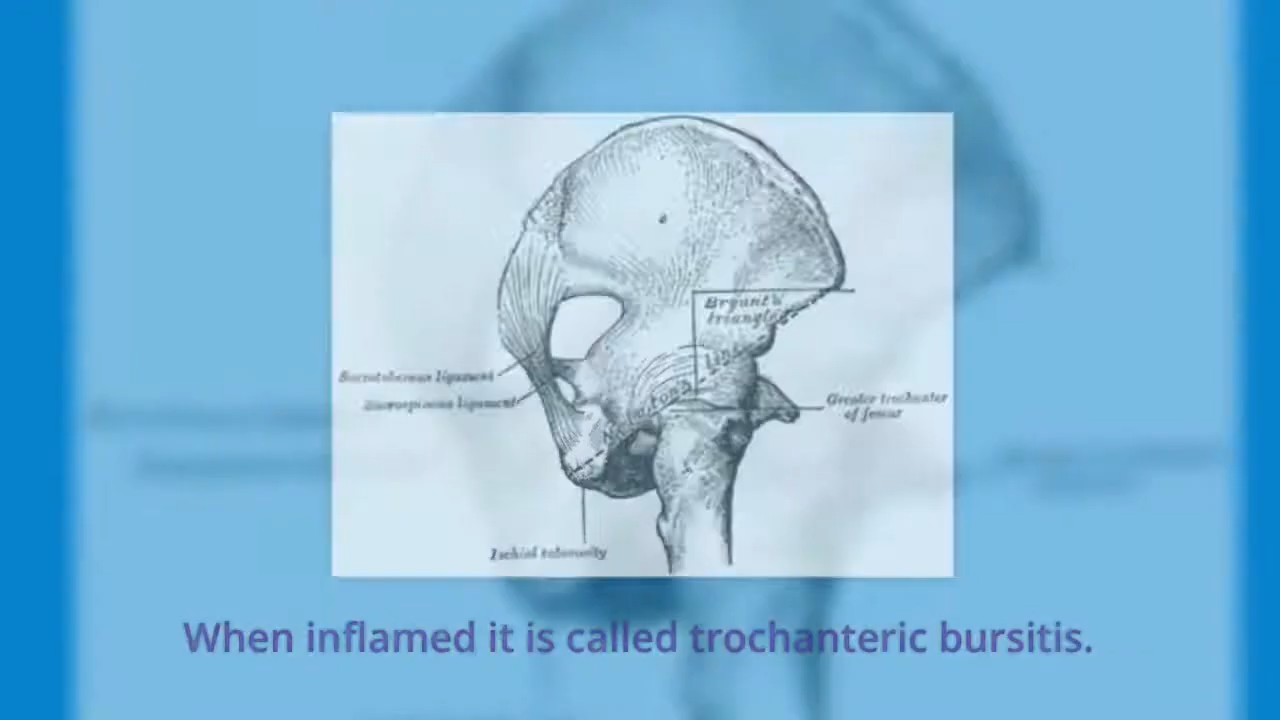 Bryant's
triangle
Sacrotuberous ligament
Sacrospinous ligament
Greater trochanter
of femur
Ischial tuberosity
When inflamed it is called trochanteric bursitis.